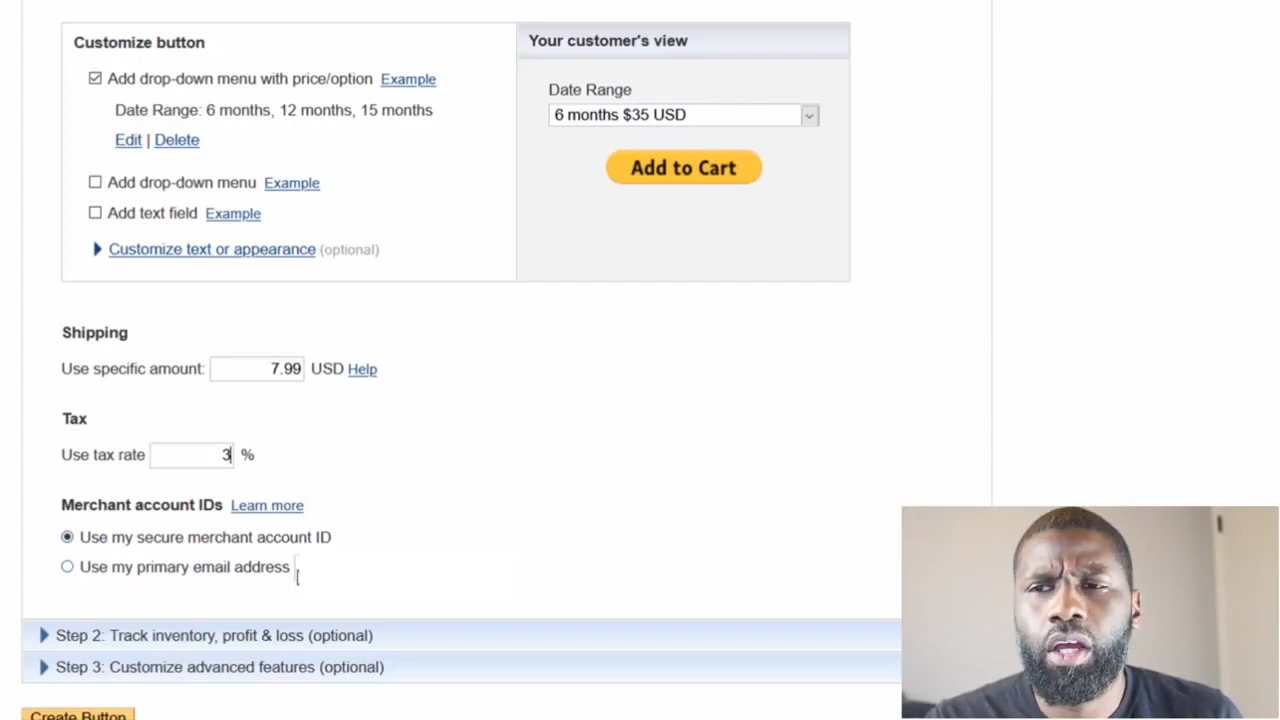 Customize button
Your customer's view
Add drop-down menu with price/option Example
Date Range: 6 months, 12 months, 15 months
Edit | Delete
Add drop-down menu Example
Add text field Example
Customize text or appearance (optional)
Date Range
6 months $35 USD
Add to Cart
Shipping
Use specific amount: 7.99 USD Help
Tax
Use tax rate 3 %
Merchant account IDs Learn more
Use my secure merchant account ID
Use my primary email address
Step 2: Track inventory, profit & loss (optional)
Step 3: Customize advanced features (optional)
Create Button